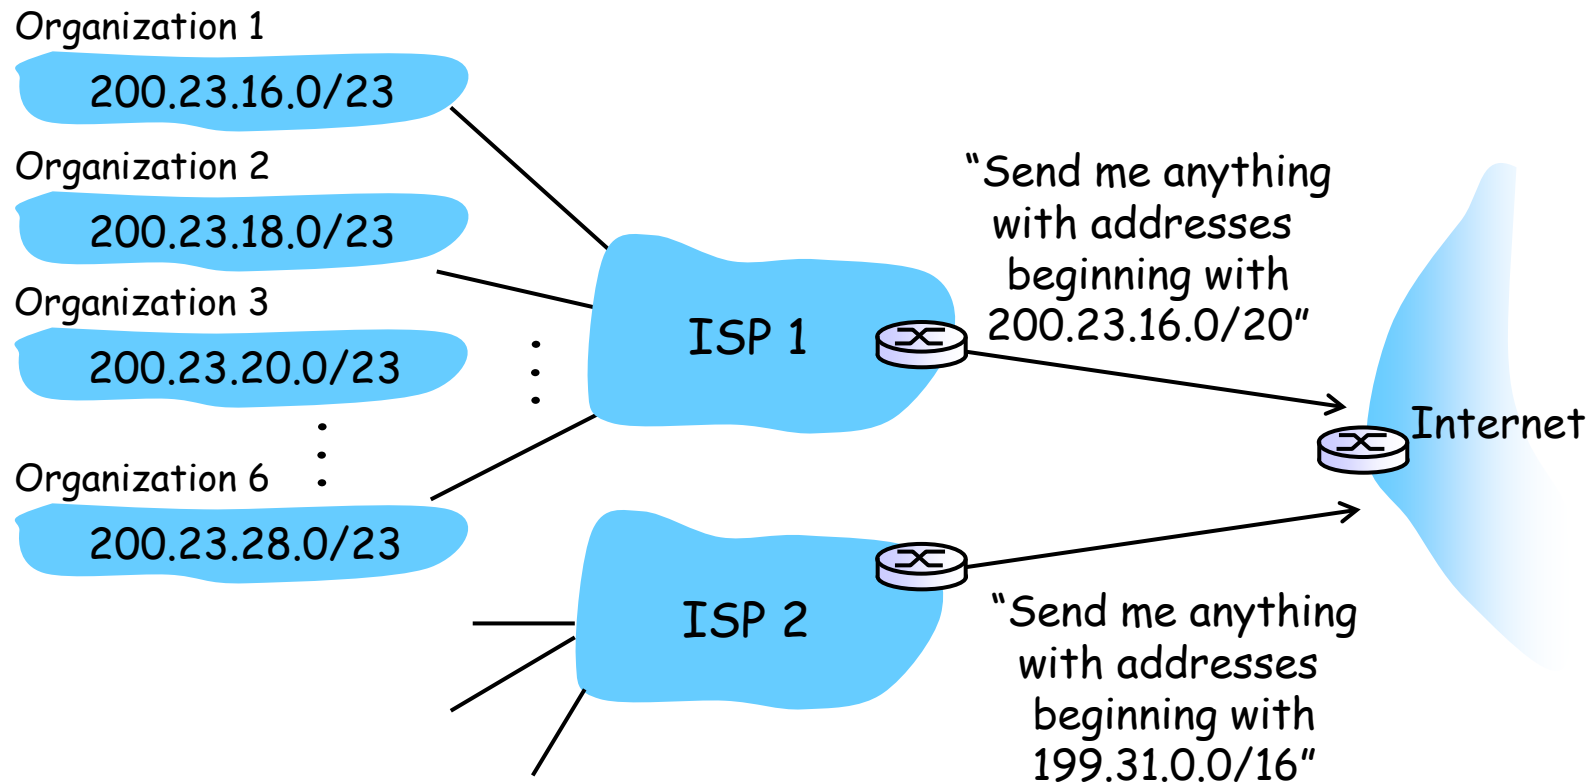 Organization 1
200.23.16.0/23
Organization 2
200.23.18.0/23
Organization 3
200.23.20.0/23
Organization 6
200.23.28.0/23
ISP 1
“Send me anything
with addresses
beginning with
200.23.16.0/20”
Internet
ISP 2
“Send me anything
with addresses
beginning with
199.31.0.0/16”